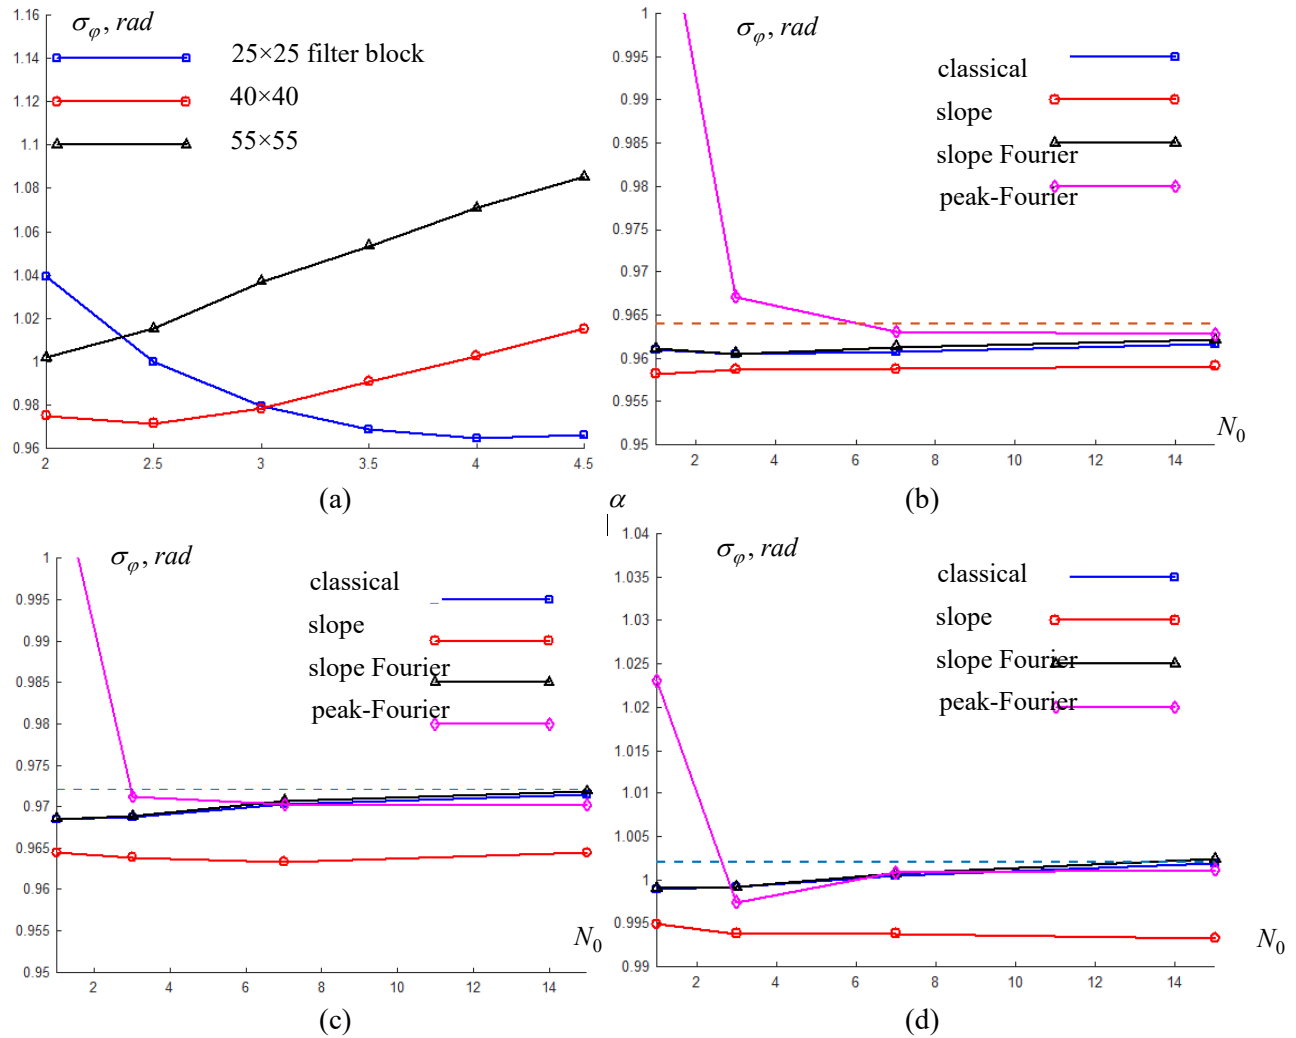 σφ, rad
25×25 filter block
40×40
55×55
1.16
1.14
1.12
1.1
1.08
1.06
1.04
1.02
1
0.98
0.96
2 2.5 3 3.5 4 4.5
(a)
α
σφ, rad
classical
slope
slope Fourier
peak-Fourier
1
0.995
0.99
0.985
0.98
0.975
0.97
0.965
0.96
0.955
0.95
N0
2 4 6 8 10 12 14
(b)
σφ, rad
classical
slope
slope Fourier
peak-Fourier
1
0.995
0.99
0.985
0.98
0.975
0.97
0.965
0.96
0.955
0.95
N0
2 4 6 8 10 12 14
(c)
σφ, rad
classical
slope
slope Fourier
peak-Fourier
1.04
1.035
1.03
1.025
1.02
1.015
1.01
1.005
1
0.995
0.99
N0
2 4 6 8 10 12 14
(d)